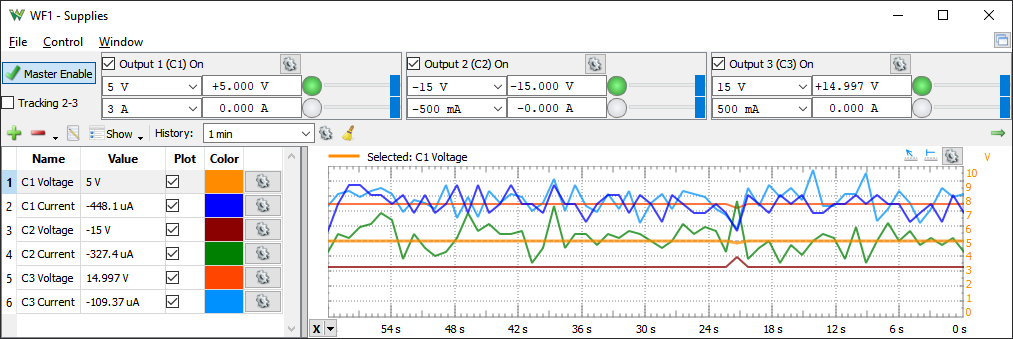 WF1 - Supplies
File Control Window
Master Enable
Tracking 2-3
Output 1 (C1) On
5 V +5.000 V
3 A 0.000 A
Output 2 (C2) On
-15 V -15.000 V
-500 mA -0.000 A
Output 3 (C3) On
15 V +14.997 V
500 mA 0.000 A
Show History: 1 min
Name Value Plot Color
1 C1 Voltage 5 V
2 C1 Current -448.1 uA
3 C2 Voltage -15 V
4 C2 Current -327.4 uA
5 C3 Voltage 14.997 V
6 C3 Current -109.37 uA
Selected: C1 Voltage V
10
9
8
7
6
5
4
3
2
1
0
X 54 s 48 s 42 s 36 s 30 s 24 s 18 s 12 s 6 s 0 s